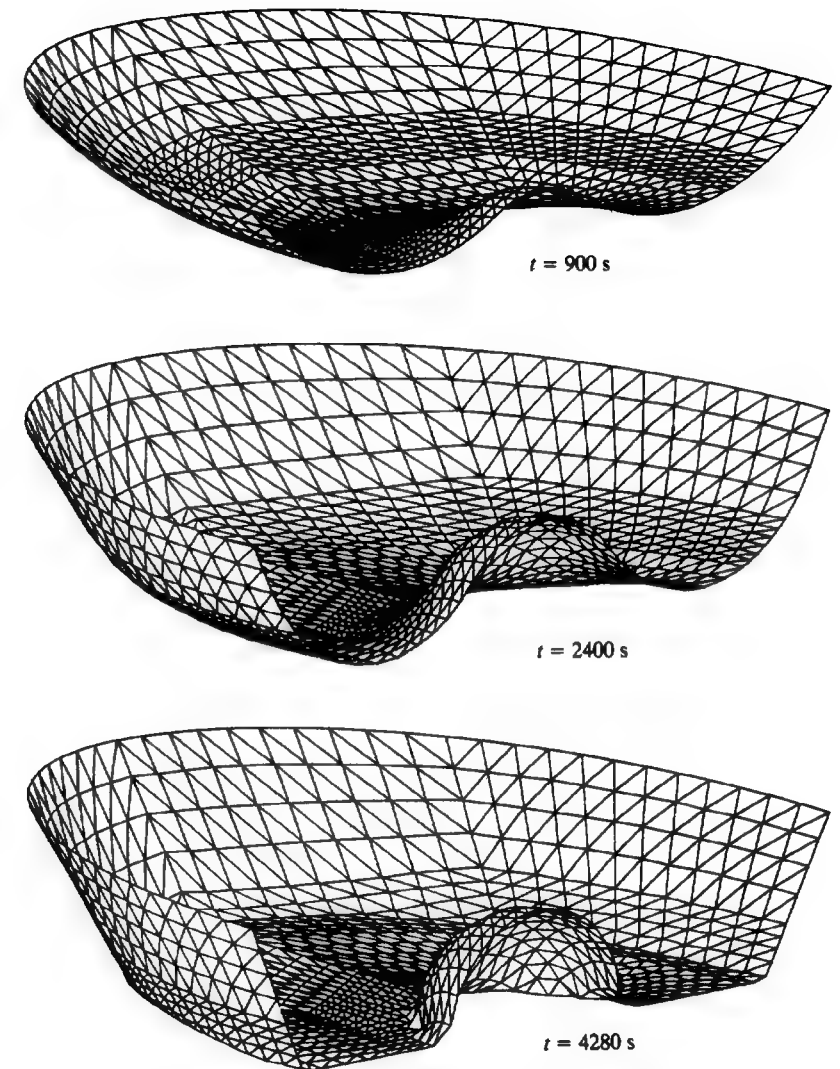 t = 900 s
t = 2400 s
t = 4280 s